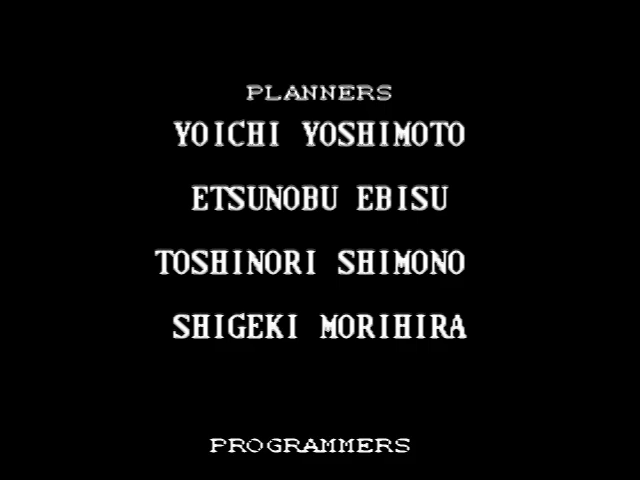 PLANNERS
YOICHI YOSHIMOTO
ETSUNOBU EBISU
TOSHINORI SHIMONO
SHIGEKI MORIHIRA
PROGRAMMERS